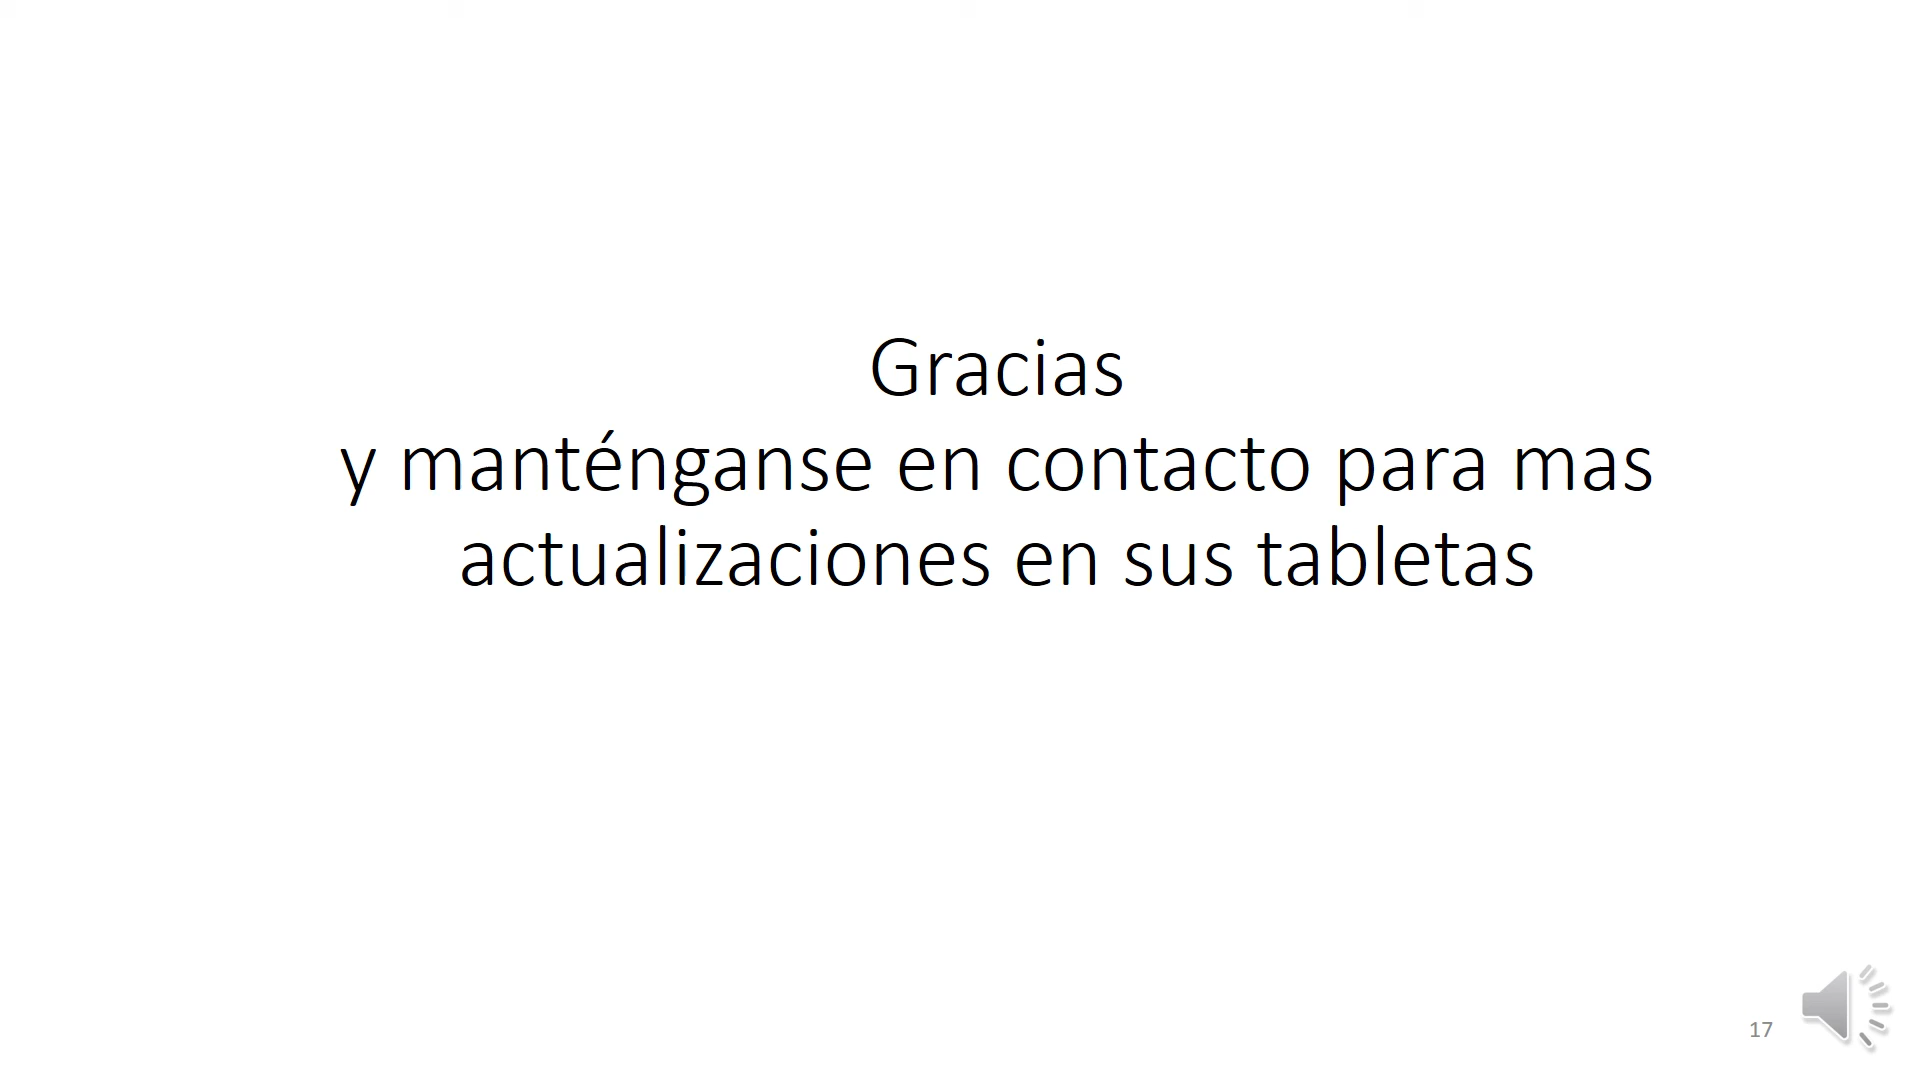 Gracias
y manténganse en contacto para mas
actualizaciones en sus tabletas
17